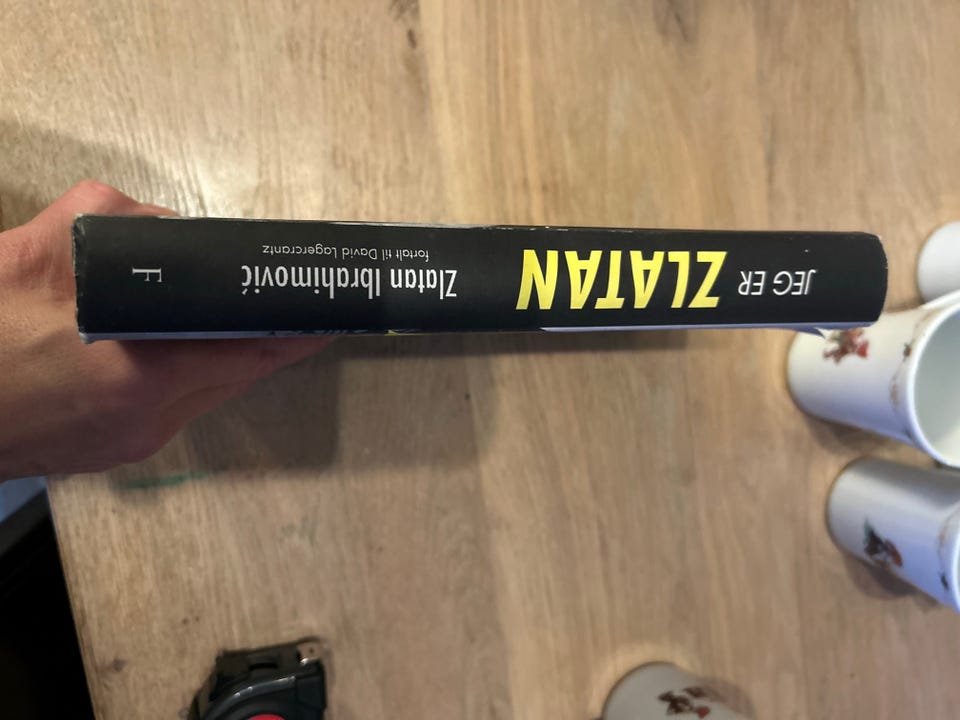 JEG ER
ZLATAN
Zlatan Ibrahimović
fortalt til David Lagercrantz
F